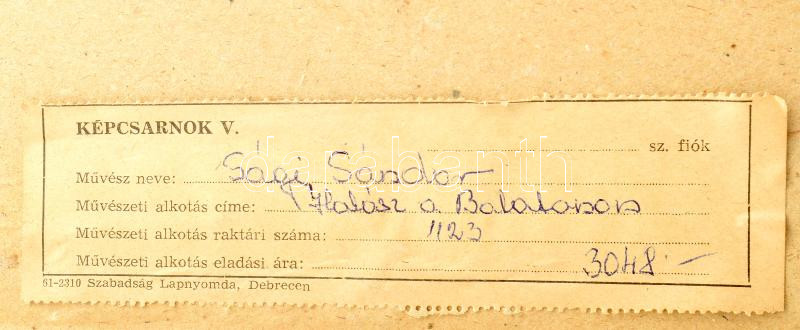 KÉPCSARNOK V.
sz. fiók
Művész neve: Sági Sándor
Művészeti alkotás címe: Halász a Balatonon
Művészeti alkotás raktári száma: 1123
Művészeti alkotás eladási ára: 3048.-
61-2310 Szabadság Lapnyomda, Debrecen